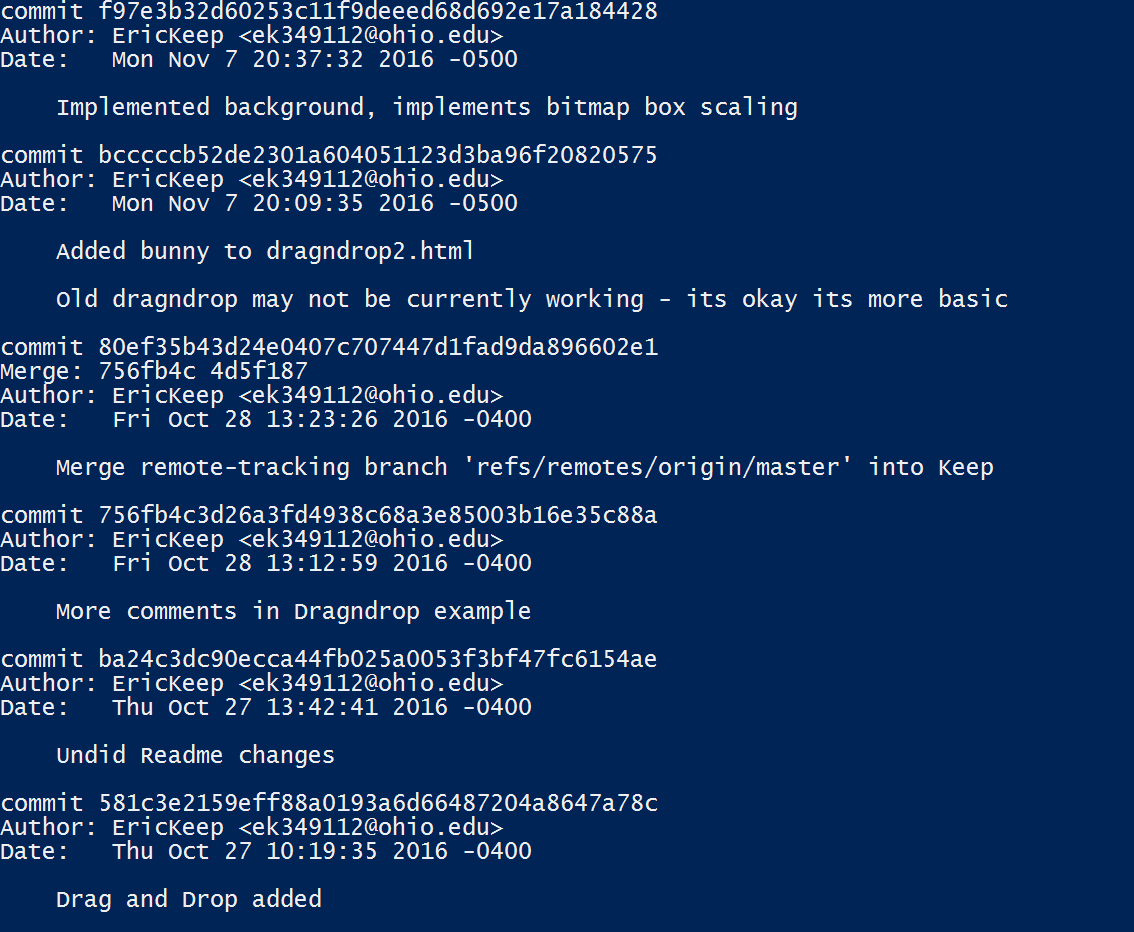 commit f97e3b32d60253c11f9deeed68d692e17a184428
Author: EricKeep <ek349112@ohio.edu>
Date:   Mon Nov 7 20:37:32 2016 -0500
    Implemented background, implements bitmap box scaling
commit bcccccb52de2301a604051123d3ba96f20820575
Author: EricKeep <ek349112@ohio.edu>
Date:   Mon Nov 7 20:09:35 2016 -0500
    Added bunny to dragndrop2.html
    Old dragndrop may not be currently working - its okay its more basic
commit 80ef35b43d24e0407c707447d1fad9da896602e1
Merge: 756fb4c 4d5f187
Author: EricKeep <ek349112@ohio.edu>
Date:   Fri Oct 28 13:23:26 2016 -0400
    Merge remote-tracking branch 'refs/remotes/origin/master' into Keep
commit 756fb4c3d26a3fd4938c68a3e85003b16e35c88a
Author: EricKeep <ek349112@ohio.edu>
Date:   Fri Oct 28 13:12:59 2016 -0400
    More comments in Dragndrop example
commit ba24c3dc90ecca44fb025a0053f3bf47fc6154ae
Author: EricKeep <ek349112@ohio.edu>
Date:   Thu Oct 27 13:42:41 2016 -0400
    Undid Readme changes
commit 581c3e2159eff88a0193a6d66487204a8647a78c
Author: EricKeep <ek349112@ohio.edu>
Date:   Thu Oct 27 10:19:35 2016 -0400
    Drag and Drop added